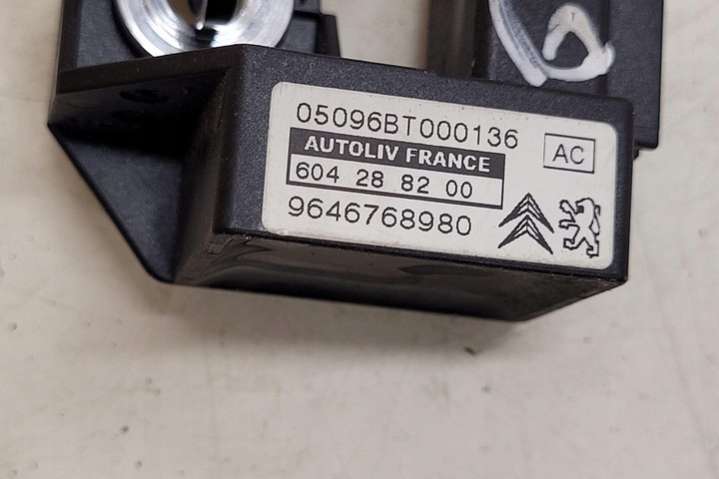 05096BT000136
AUTOLIV FRANCE
AC
604 28 82 00
9646768980